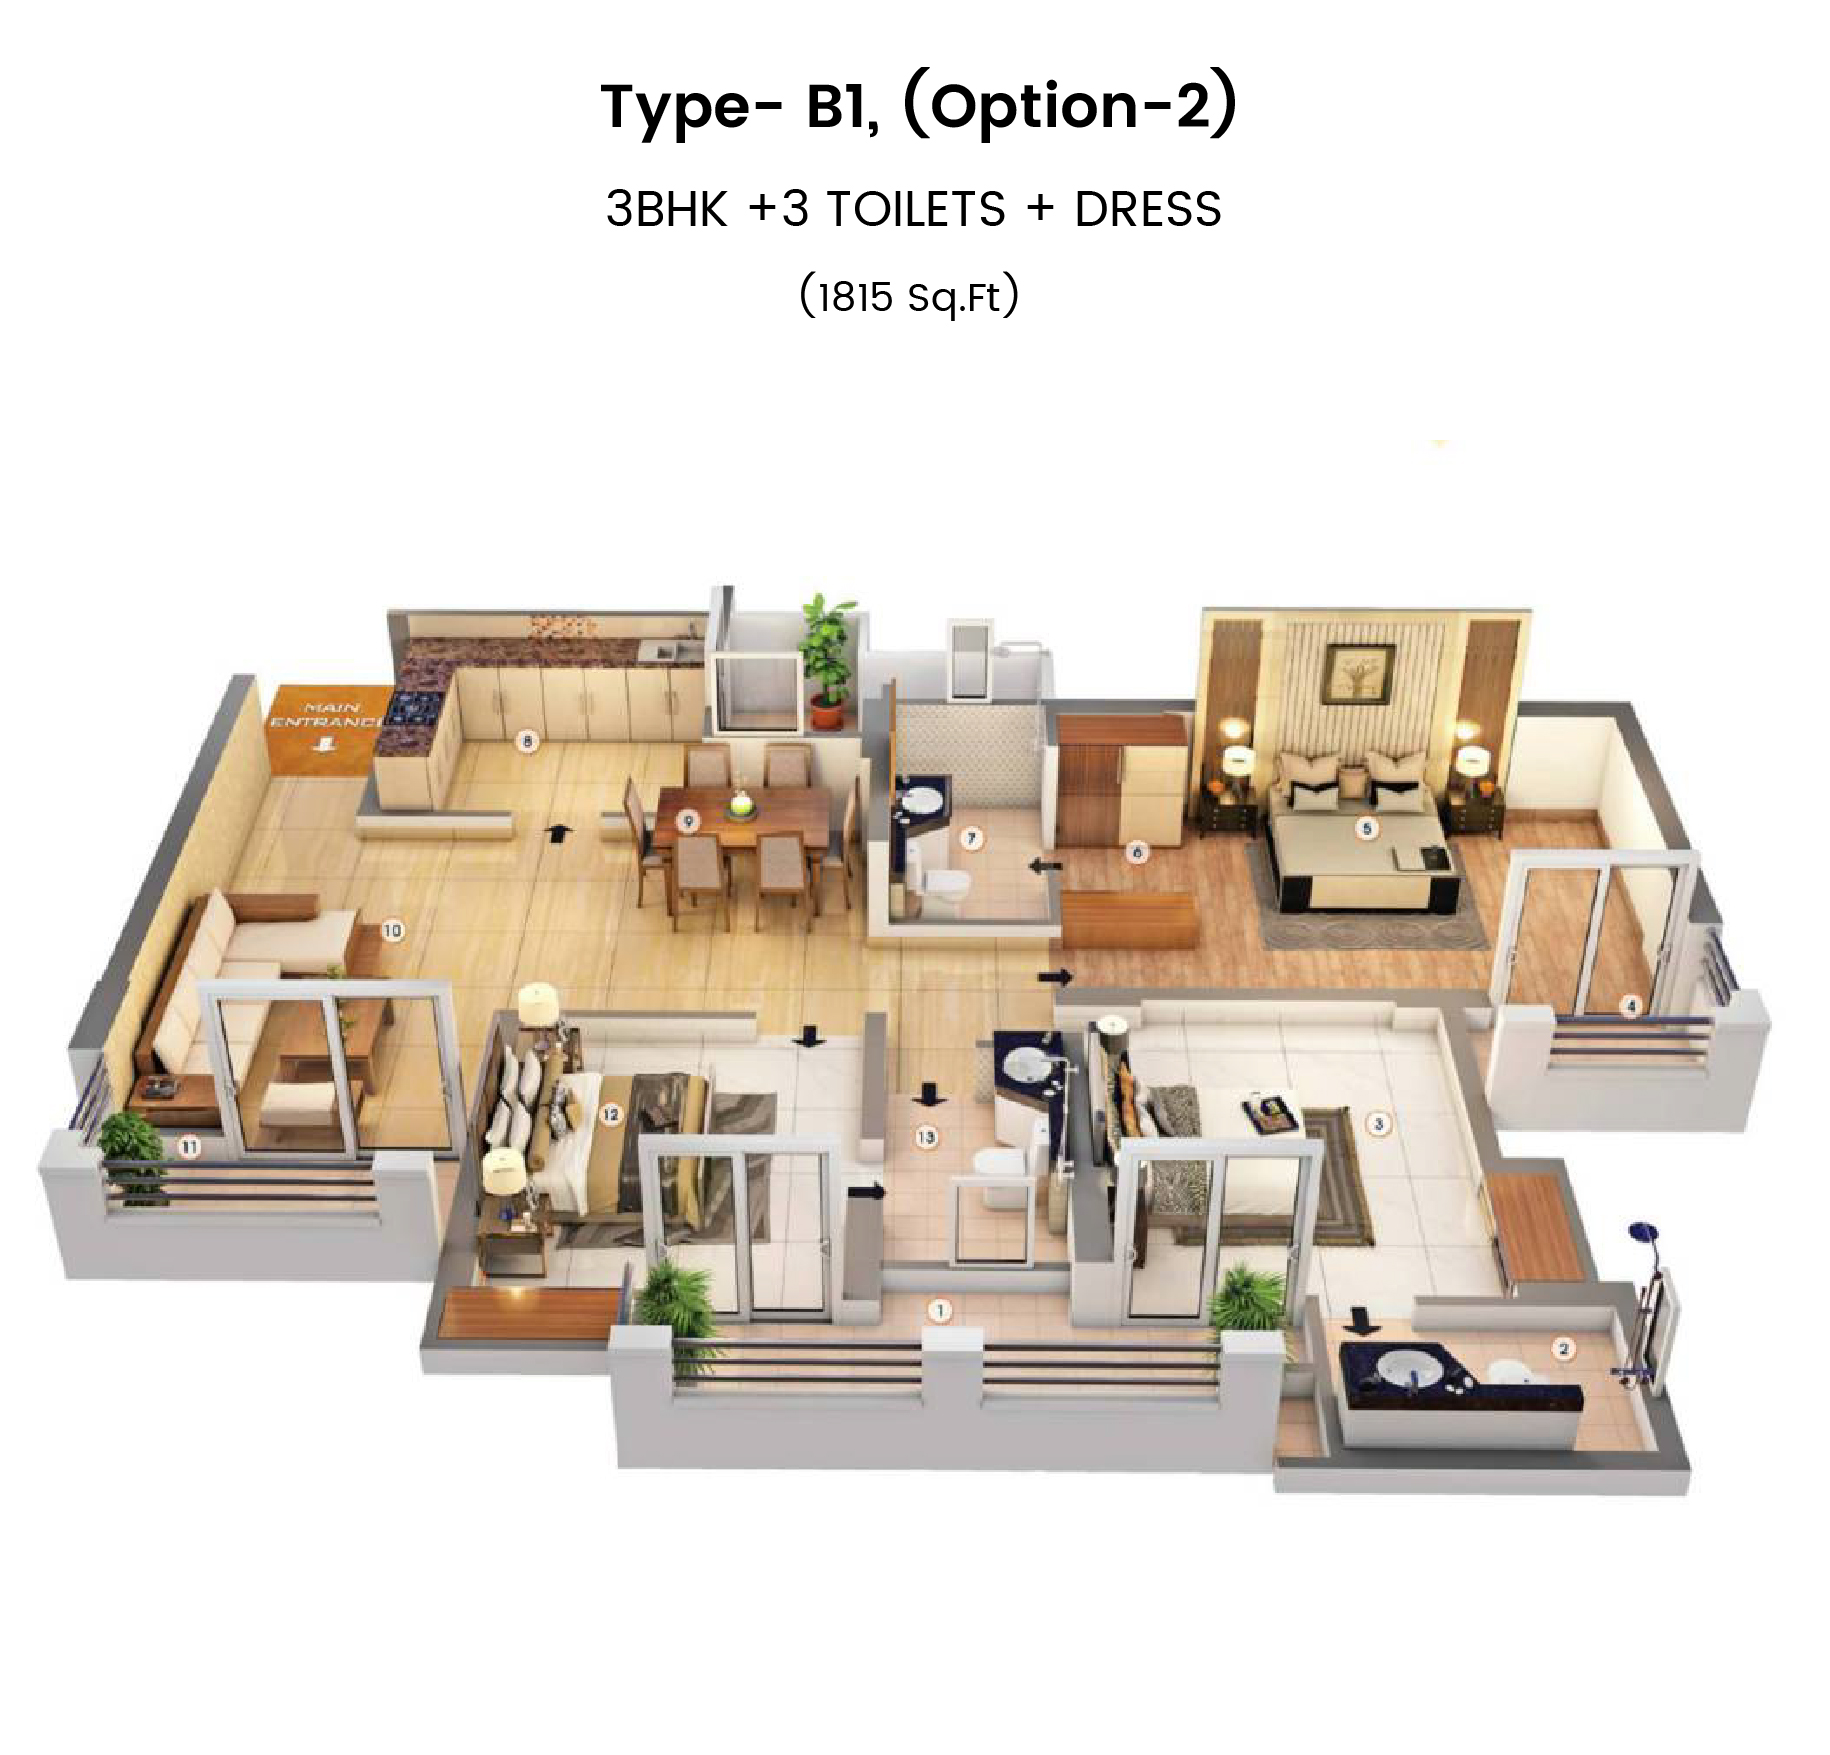 Type- B1, (Option-2)
3BHK +3 TOILETS + DRESS
(1815 Sq.Ft)
MAIN
ENTRANCE
8
9
7
6
5
10
4
11
12
13
3
1
2